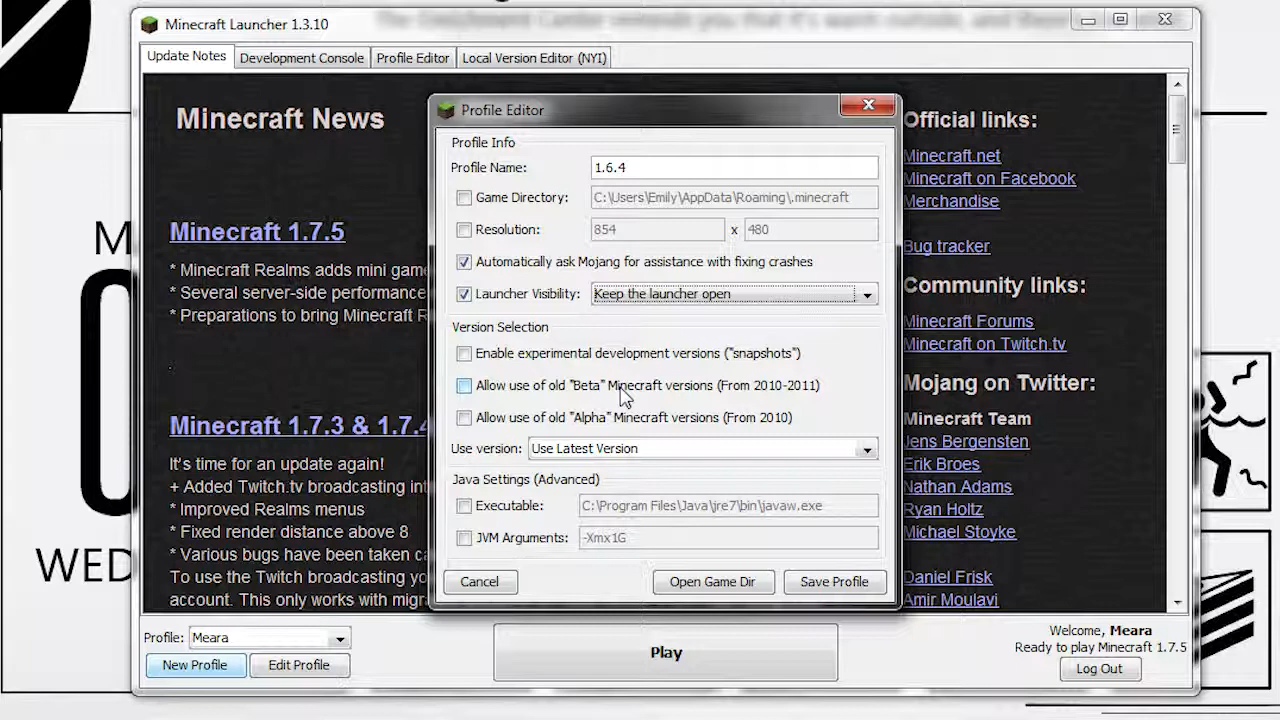 Minecraft Launcher 1.3.10
Update Notes
Development Console
Profile Editor
Local Version Editor (NYI)
Minecraft News
Minecraft 1.7.5
* Minecraft Realms adds mini game
* Several server-side performance
* Preparations to bring Minecraft R
Minecraft 1.7.3 & 1.7.4
It's time for an update again!
+ Added Twitch.tv broadcasting int
* Improved Realms menus
* Fixed render distance above 8
* Various bugs have been taken ca
To use the Twitch broadcasting yo
account. This only works with migr
Profile Editor
Profile Info
Profile Name: 1.6.4
Game Directory: C:\Users\Emily\AppData\Roaming\.minecraft
Resolution: 854 x 480
Automatically ask Mojang for assistance with fixing crashes
Launcher Visibility: Keep the launcher open
Version Selection
Enable experimental development versions ("snapshots")
Allow use of old "Beta" Minecraft versions (From 2010-2011)
Allow use of old "Alpha" Minecraft versions (From 2010)
Use version: Use Latest Version
Java Settings (Advanced)
Executable: C:\Program Files\Java\jre7\bin\javaw.exe
JVM Arguments: -Xmx1G
Cancel
Open Game Dir
Save Profile
Official links:
Minecraft.net
Minecraft on Facebook
Merchandise
Bug tracker
Community links:
Minecraft Forums
Minecraft on Twitch.tv
Mojang on Twitter:
Minecraft Team
Jens Bergensten
Erik Broes
Nathan Adams
Ryan Holtz
Michael Stoyke
Daniel Frisk
Amir Moulavi
Profile: Meara
New Profile
Edit Profile
Play
Welcome, Meara
Ready to play Minecraft 1.7.5
Log Out
M
0
WED